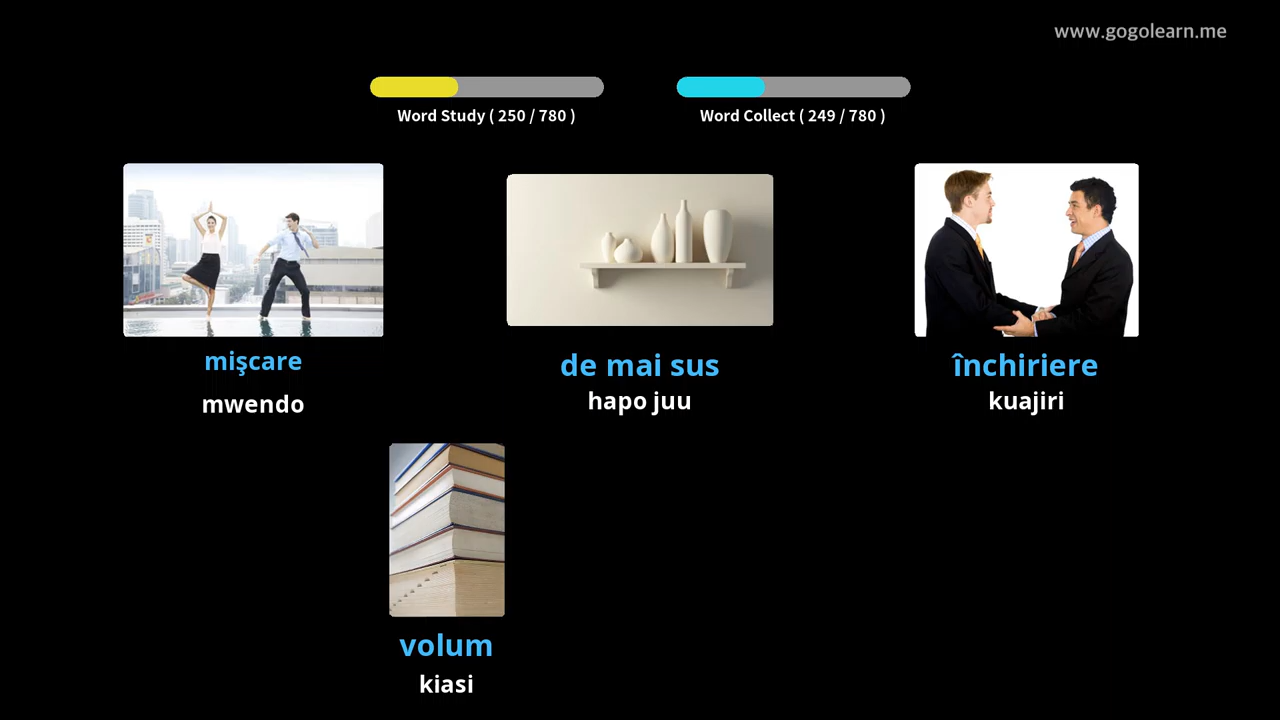 www.gogolearn.me
Word Study ( 250 / 780 )
Word Collect ( 249 / 780 )
mişcare
mwendo
de mai sus
hapo juu
închiriere
kuajiri
volum
kiasi